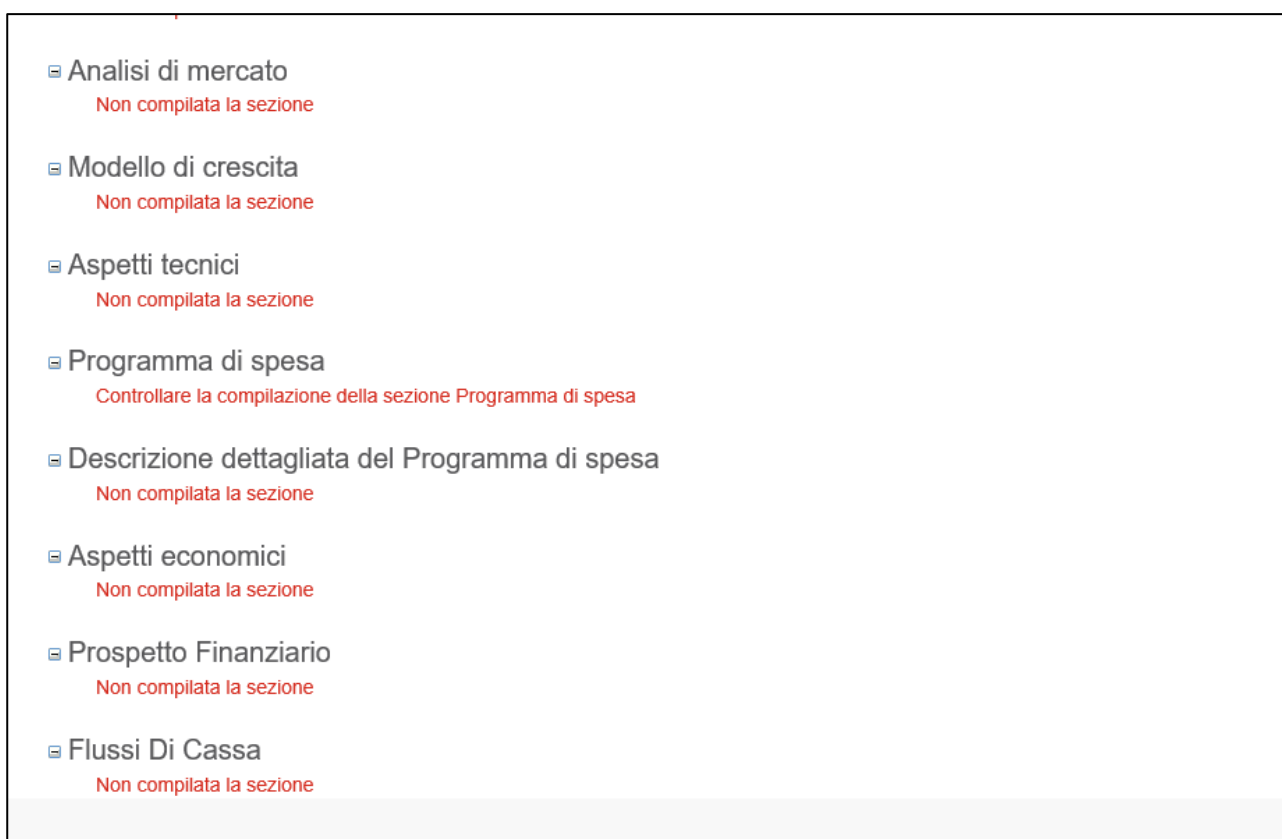 Analisi di mercato
Non compilata la sezione
Modello di crescita
Non compilata la sezione
Aspetti tecnici
Non compilata la sezione
Programma di spesa
Controllare la compilazione della sezione Programma di spesa
Descrizione dettagliata del Programma di spesa
Non compilata la sezione
Aspetti economici
Non compilata la sezione
Prospetto Finanziario
Non compilata la sezione
Flussi Di Cassa
Non compilata la sezione